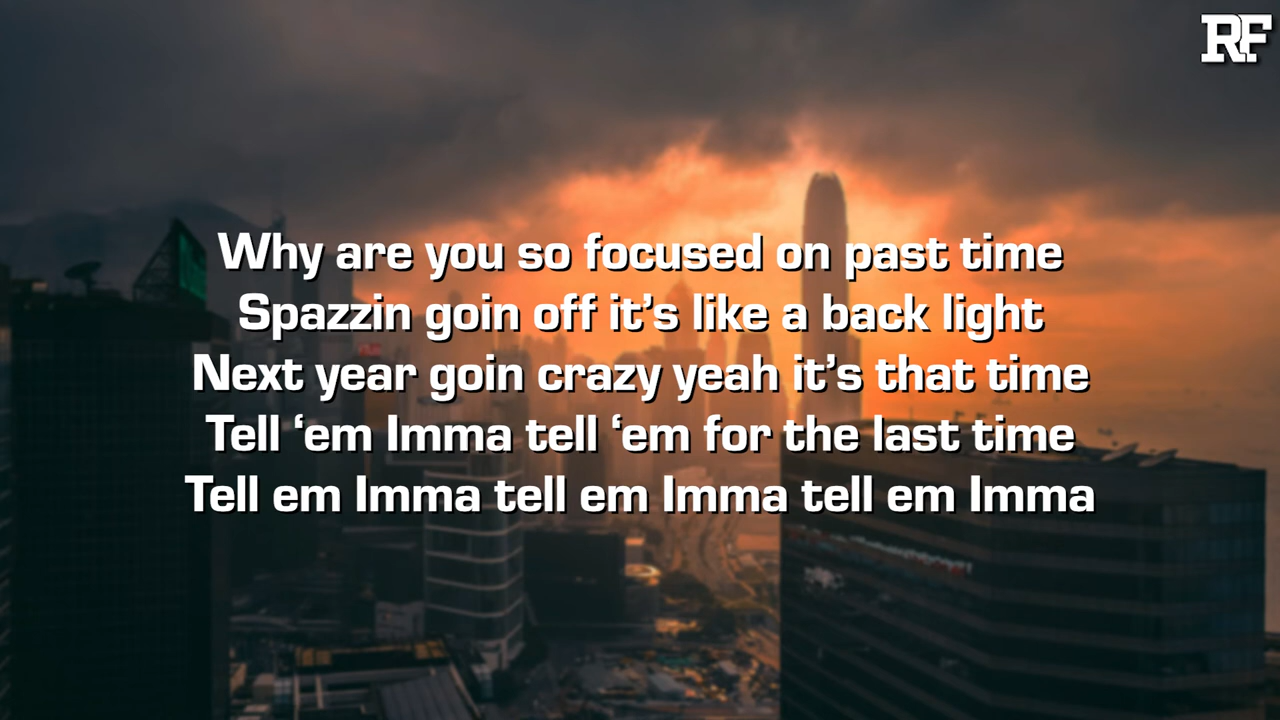 RF
Why are you so focused on past time
Spazzin goin off it’s like a back light
Next year goin crazy yeah it’s that time
Tell ‘em Imma tell ‘em for the last time
Tell em Imma tell em Imma tell em Imma